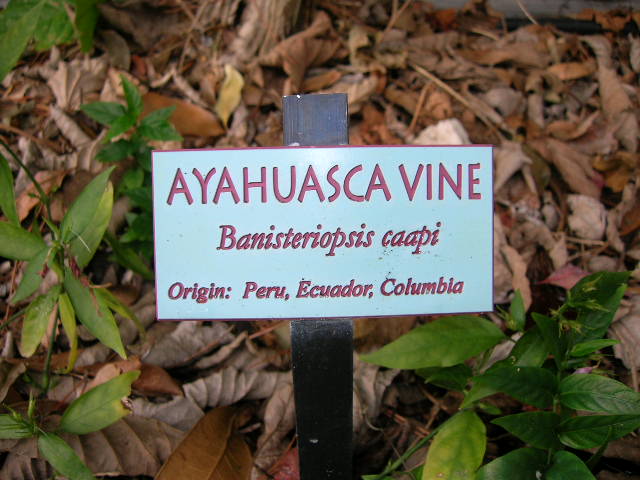 AYAHUASCA VINE
Banisteriopsis caapi
Origin: Peru, Ecuador, Columbia